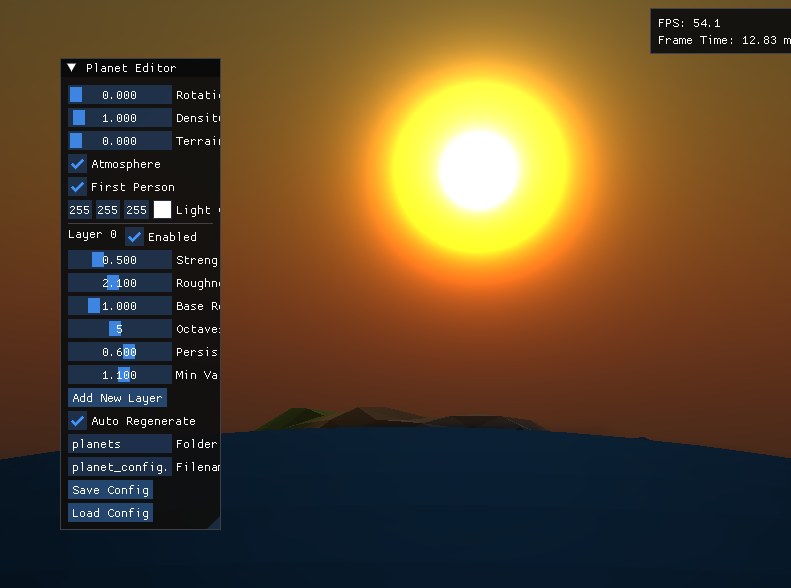 FPS: 54.1
Frame Time: 12.83 m
Planet Editor
0.000 Rotati
1.000 Densit
0.000 Terrai
Atmosphere
First Person
255 255 255 Light
Layer 0 Enabled
0.500 Streng
2.100 Roughn
1.000 Base R
5 Octave
0.600 Persis
1.100 Min Va
Add New Layer
Auto Regenerate
planets Folder
planet_config. Filenam
Save Config
Load Config